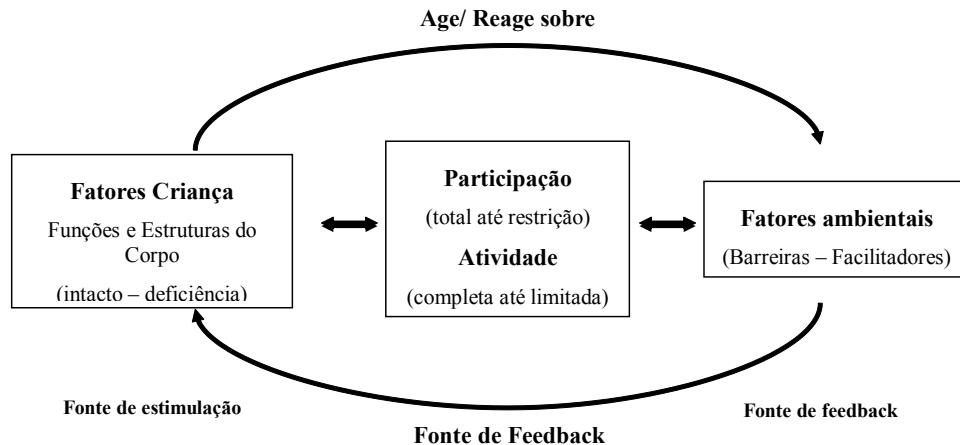 Age/ Reage sobre
Fatores Criança
Funções e Estruturas do
Corpo
(intacto – deficiência)
Participação
(total até restrição)
Atividade
(completa até limitada)
Fatores ambientais
(Barreiras – Facilitadores)
Fonte de estimulação
Fonte de Feedback
Fonte de feedback